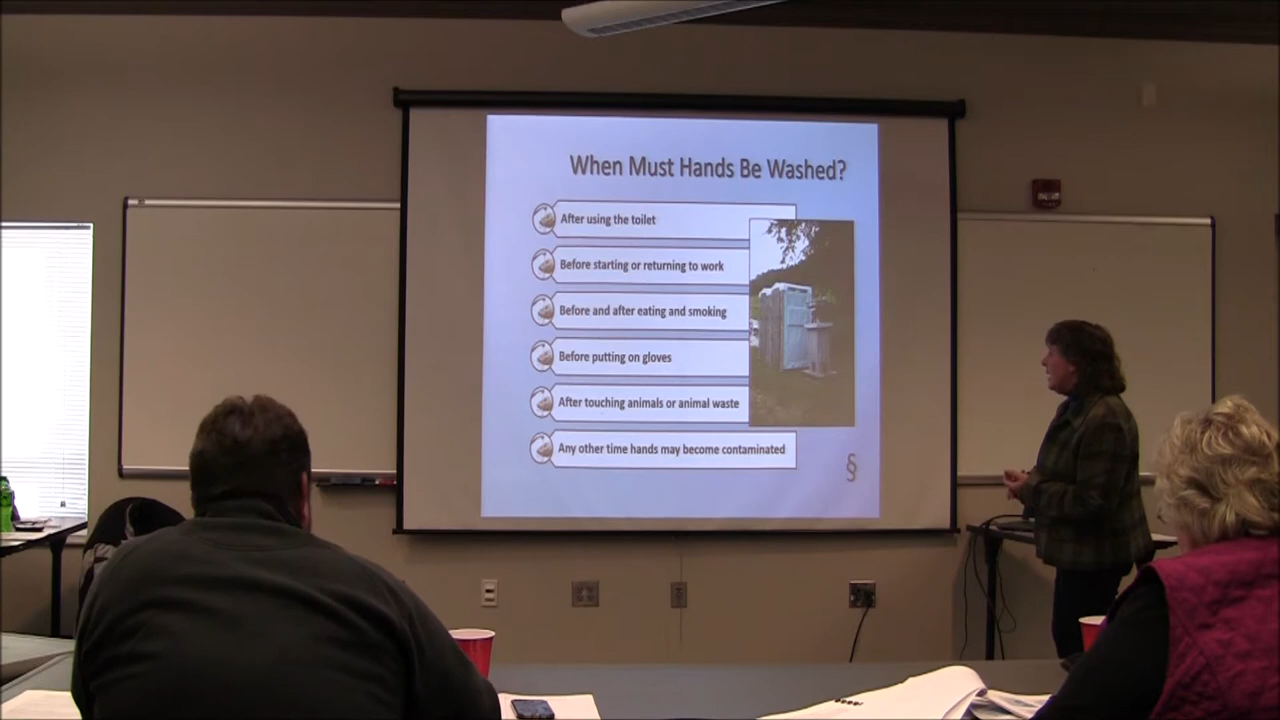 When Must Hands Be Washed?
After using the toilet
Before starting or returning to work
Before and after eating and smoking
Before putting on gloves
After touching animals or animal waste
Any other time hands may become contaminated
§